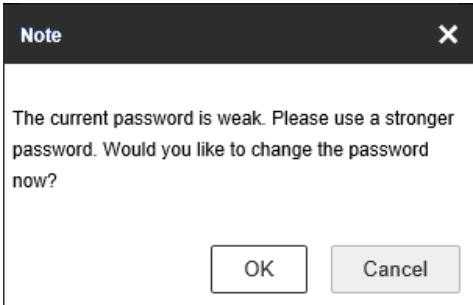 Note
The current password is weak. Please use a stronger
password. Would you like to change the password
now?
OK Cancel